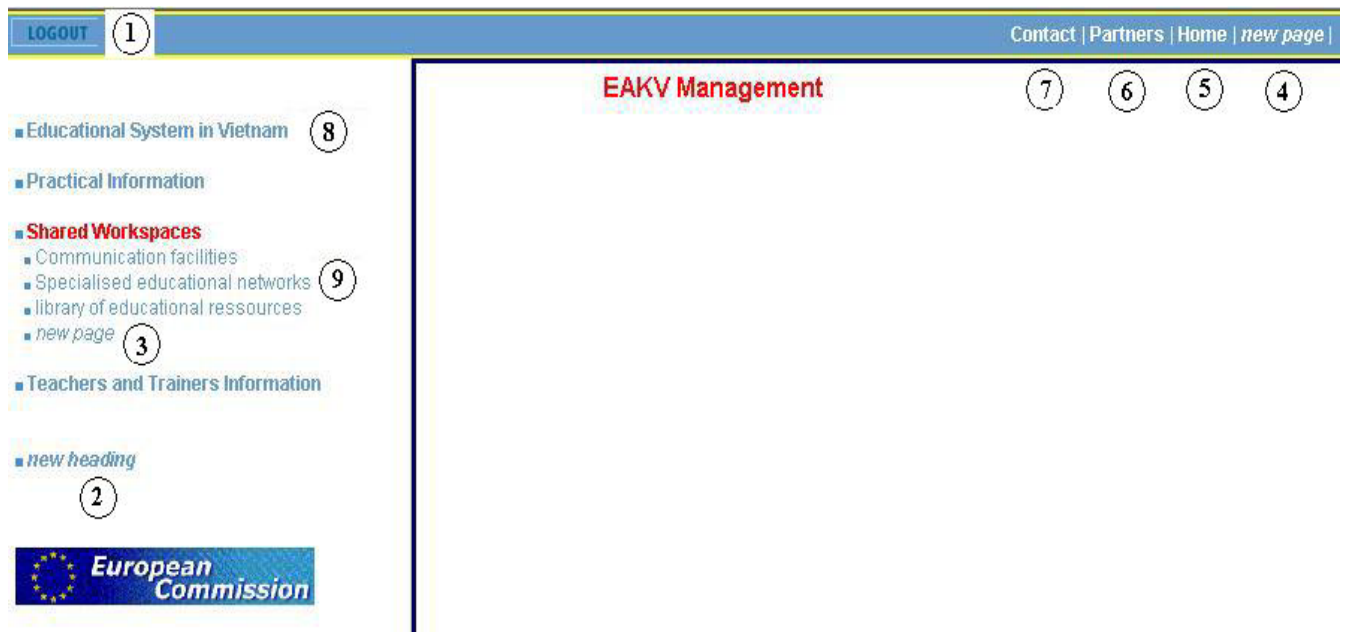 LOGOUT 1 Contact | Partners | Home | new page |
EAKV Management 7 6 5 4
Educational System in Vietnam 8
Practical Information
Shared Workspaces
Communication facilities
Specialised educational networks 9
library of educational ressources
new page 3
Teachers and Trainers Information
new heading
2
European
Commission